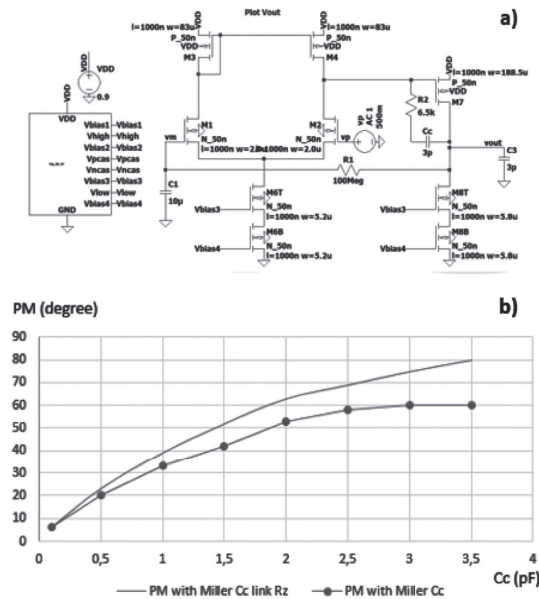 Plot Vout
a)
l=1000n w=83u
VDD
P_50n
VDD
M3
l=1000n w=83u
VDD
P_50n
VDD
M4
VDD
l=1000n w=188.5u
P_50n
VDD
M7
VDD
VDD
0.9
VDD
Vbias1
Vbias1
Vhigh
Vhigh
Vbias2
Vbias2
Vpcas
Vpcas
Vncas
Vncas
Vbias3
Vbias3
Vlow
Vlow
Vbias4
Vbias4
GND
vm
M1
N_50n
M2
N_50n
l=1000n w=2.0u
vp
vp
AC 1
500m
R2
6.5k
Cc
3p
vout
C3
3p
C1
10µ
R1
100Meg
Vbias3
M6T
N_50n
l=1000n w=5.2u
Vbias4
M6B
N_50n
l=1000n w=5.2u
Vbias3
M8T
N_50n
l=1000n w=5.8u
Vbias4
M8B
N_50n
l=1000n w=5.8u
PM (degree)
b)
90
80
70
60
50
40
30
20
10
0
0 0,5 1 1,5 2 2,5 3 3,5 4
Cc (pF)
PM with Miller Cc link Rz
PM with Miller Cc